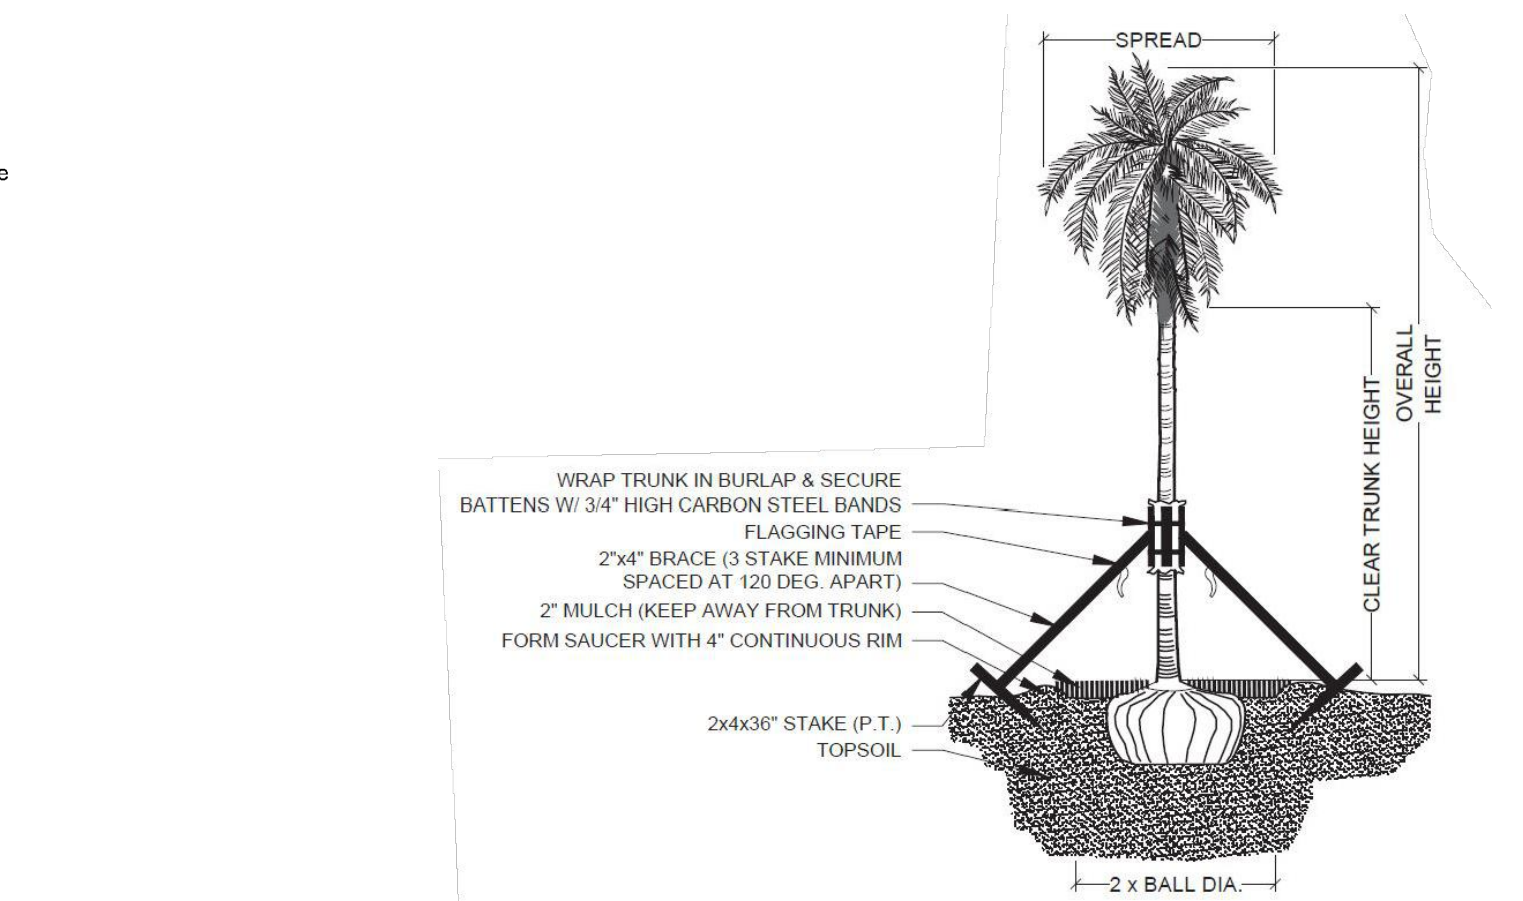 SPREAD
e
OVERALL
HEIGHT
CLEAR TRUNK HEIGHT
WRAP TRUNK IN BURLAP & SECURE
BATTENS W/ 3/4" HIGH CARBON STEEL BANDS
FLAGGING TAPE
2"x4" BRACE (3 STAKE MINIMUM
SPACED AT 120 DEG. APART)
2" MULCH (KEEP AWAY FROM TRUNK)
FORM SAUCER WITH 4" CONTINUOUS RIM
2x4x36" STAKE (P.T.)
TOPSOIL
2 x BALL DIA.